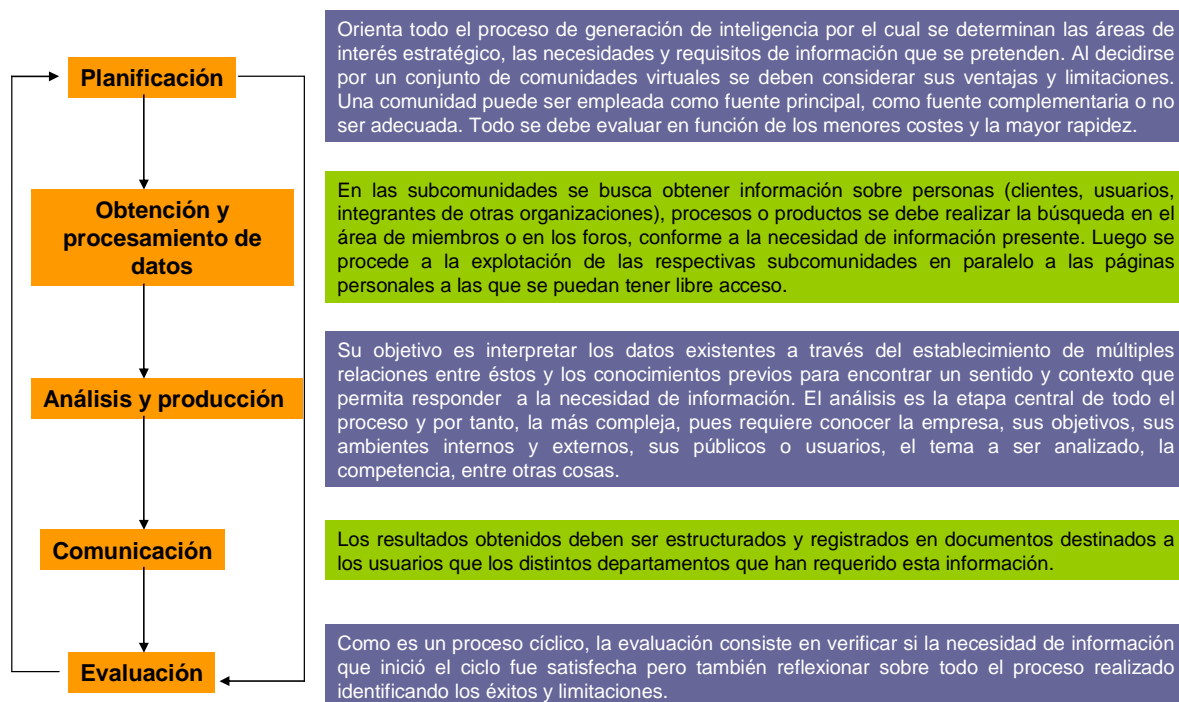 Planificación
Orienta todo el proceso de generación de inteligencia por el cual se determinan las áreas de
interés estratégico, las necesidades y requisitos de información que se pretenden. Al decidirse
por un conjunto de comunidades virtuales se deben considerar sus ventajas y limitaciones.
Una comunidad puede ser empleada como fuente principal, como fuente complementaria o no
ser adecuada. Todo se debe evaluar en función de los menores costes y la mayor rapidez.
Obtención y
procesamiento de
datos
En las subcomunidades se busca obtener información sobre personas (clientes, usuarios,
integrantes de otras organizaciones), procesos o productos se debe realizar la búsqueda en el
área de miembros o en los foros, conforme a la necesidad de información presente. Luego se
procede a la explotación de las respectivas subcomunidades en paralelo a las páginas
personales a las que se puedan tener libre acceso.
Análisis y producción
Su objetivo es interpretar los datos existentes a través del establecimiento de múltiples
relaciones entre éstos y los conocimientos previos para encontrar un sentido y contexto que
permita responder a la necesidad de información. El análisis es la etapa central de todo el
proceso y por tanto, la más compleja, pues requiere conocer la empresa, sus objetivos, sus
ambientes internos y externos, sus públicos o usuarios, el tema a ser analizado, la
competencia, entre otras cosas.
Comunicación
Los resultados obtenidos deben ser estructurados y registrados en documentos destinados a
los usuarios que los distintos departamentos que han requerido esta información.
Evaluación
Como es un proceso cíclico, la evaluación consiste en verificar si la necesidad de información
que inició el ciclo fue satisfecha pero también reflexionar sobre todo el proceso realizado
identificando los éxitos y limitaciones.